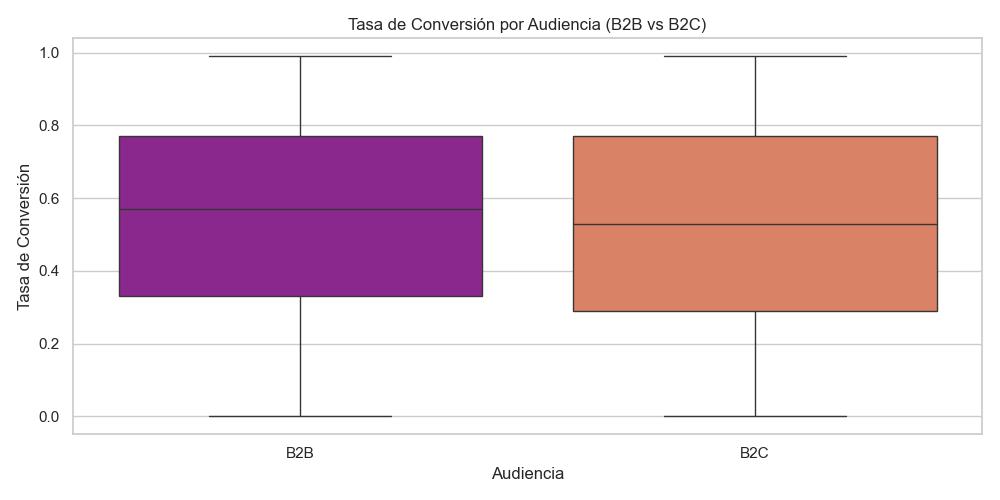 Tasa de Conversión por Audiencia (B2B vs B2C)
1.0
0.8
0.6
0.4
0.2
0.0
Tasa de Conversión
B2B
B2C
Audiencia